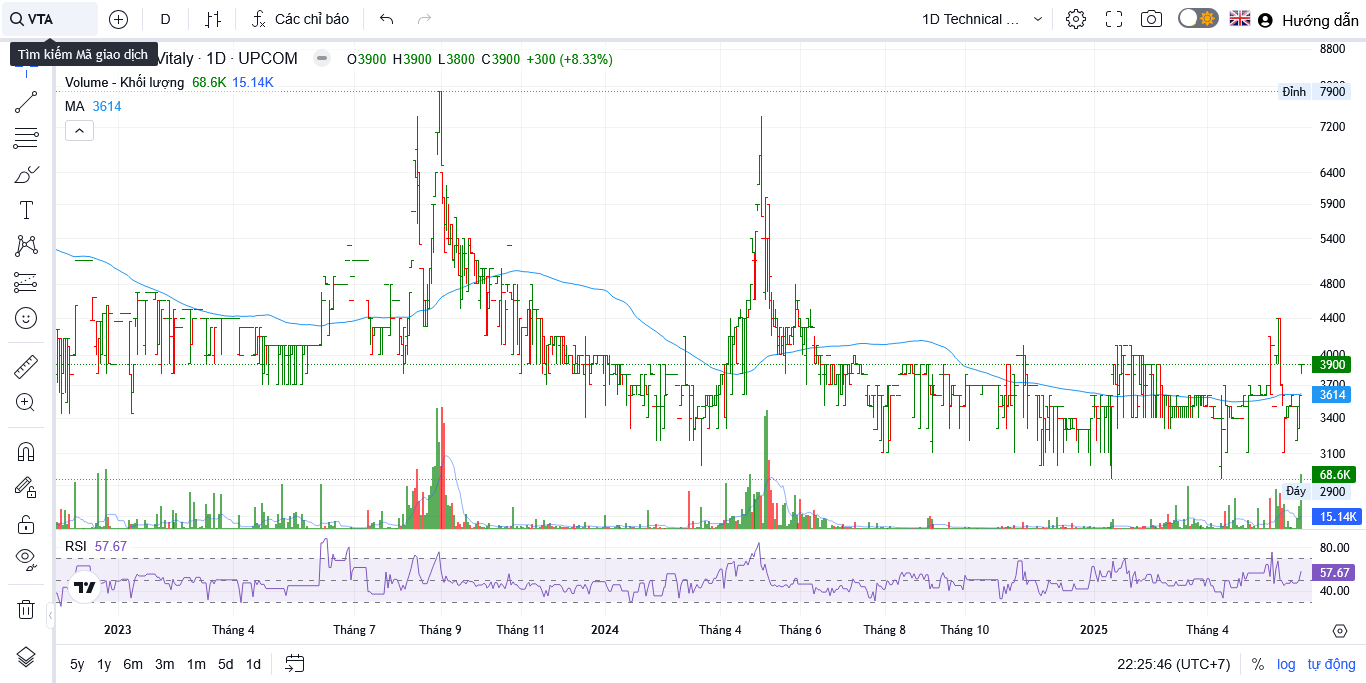 VTA
D
Các chỉ báo
1D Technical ...
Hướng dẫn
Tìm kiếm Mã giao dịch
Vitaly · 1D · UPCOM
O3900 H3900 L3800 C3900 +300 (+8.33%)
Volume - Khối lượng 68.6K 15.14K
MA 3614
8800
Đỉnh 7900
7200
6400
5900
5400
4800
4400
4000
3900
3700
3614
3400
3100
68.6K
Đáy 2900
15.14K
RSI 57.67
80.00
57.67
40.00
2023 Tháng 4 Tháng 7 Tháng 9 Tháng 11 2024 Tháng 4 Tháng 6 Tháng 8 Tháng 10 2025 Tháng 4
5y 1y 6m 3m 1m 5d 1d
22:25:46 (UTC+7) % log tự động